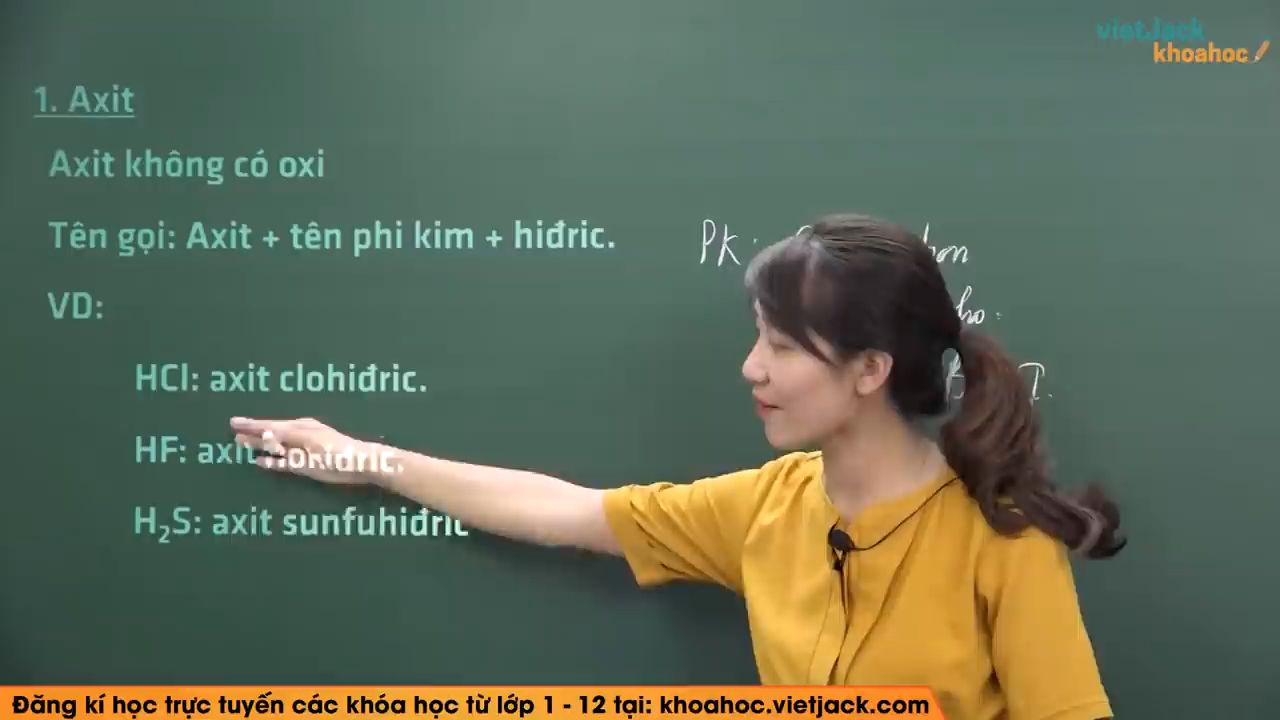 vietJack
khoahoc
1. Axit
Axit không có oxi
Tên gọi: Axit + tên phi kim + hiđric.
PK:
VD:
HCl: axit clohiđric.
HF: axit flohiđric.
H₂S: axit sunfuhiđric
Đăng kí học trực tuyến các khóa học từ lớp 1 - 12 tại: khoahoc.vietjack.com